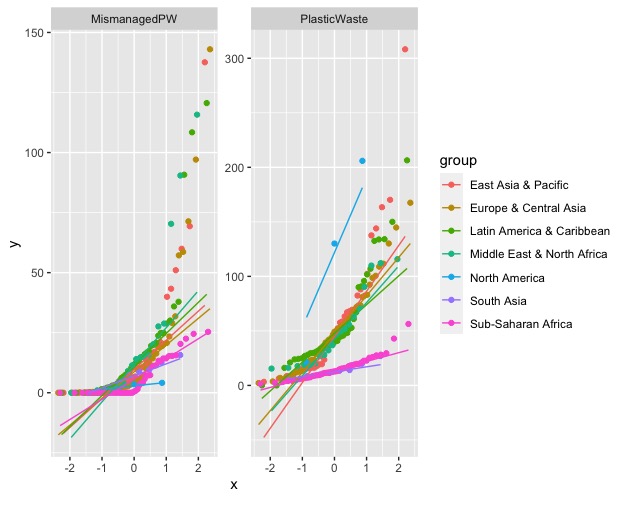 MismanagedPW
PlasticWaste
150
100
50
0
300
200
100
0
y
-2 -1 0 1 2
-2 -1 0 1 2
x
group
East Asia & Pacific
Europe & Central Asia
Latin America & Caribbean
Middle East & North Africa
North America
South Asia
Sub-Saharan Africa